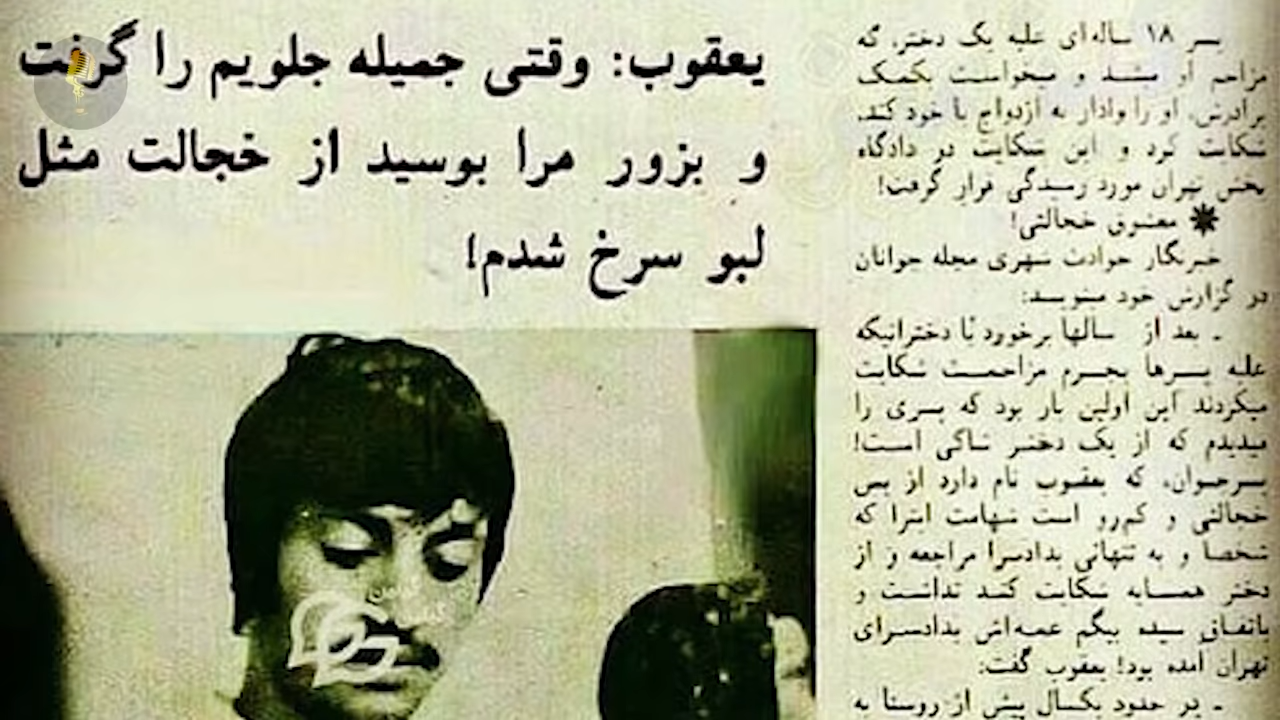 یعقوب: وقتی جمیله جلویم را گرفت
و بزور مرا بوسید از خجالت مثل
لبو سرخ شدم!
پسر ۱۸ ساله‌ای علیه یک دختر، که
مزاحم او میشد و میخواست بکمک
برادرش، او را وادار به ازدواج با خود کند،
شکایت کرد و این شکایت در دادگاه
بخش تهران مورد رسیدگی قرار گرفت!
✷ معشوق خجالتی!
خبرنگار حوادث شهری مجله جوانان
در گزارش خود مینویسد:
ـ بعد از سالها برخورد با دخترانیکه
علیه پسرها بجرم مزاحمت شکایت
میکردند این اولین بار بود که پسری را
میدیدم که از یک دختر شاکی است!
پسرجوان، که یعقوب نام دارد از بس
خجالتی و کم‌رو است شهامت اینرا که
شخصا و به تنهائی بدادسرا مراجعه و از
دختر همسایه شکایت کند نداشت و
باتفاق سیده بیگم عمه‌اش بدادسرای
تهران آمده بود! یعقوب گفت:
ـ در حدود یکسال پیش از روستا به